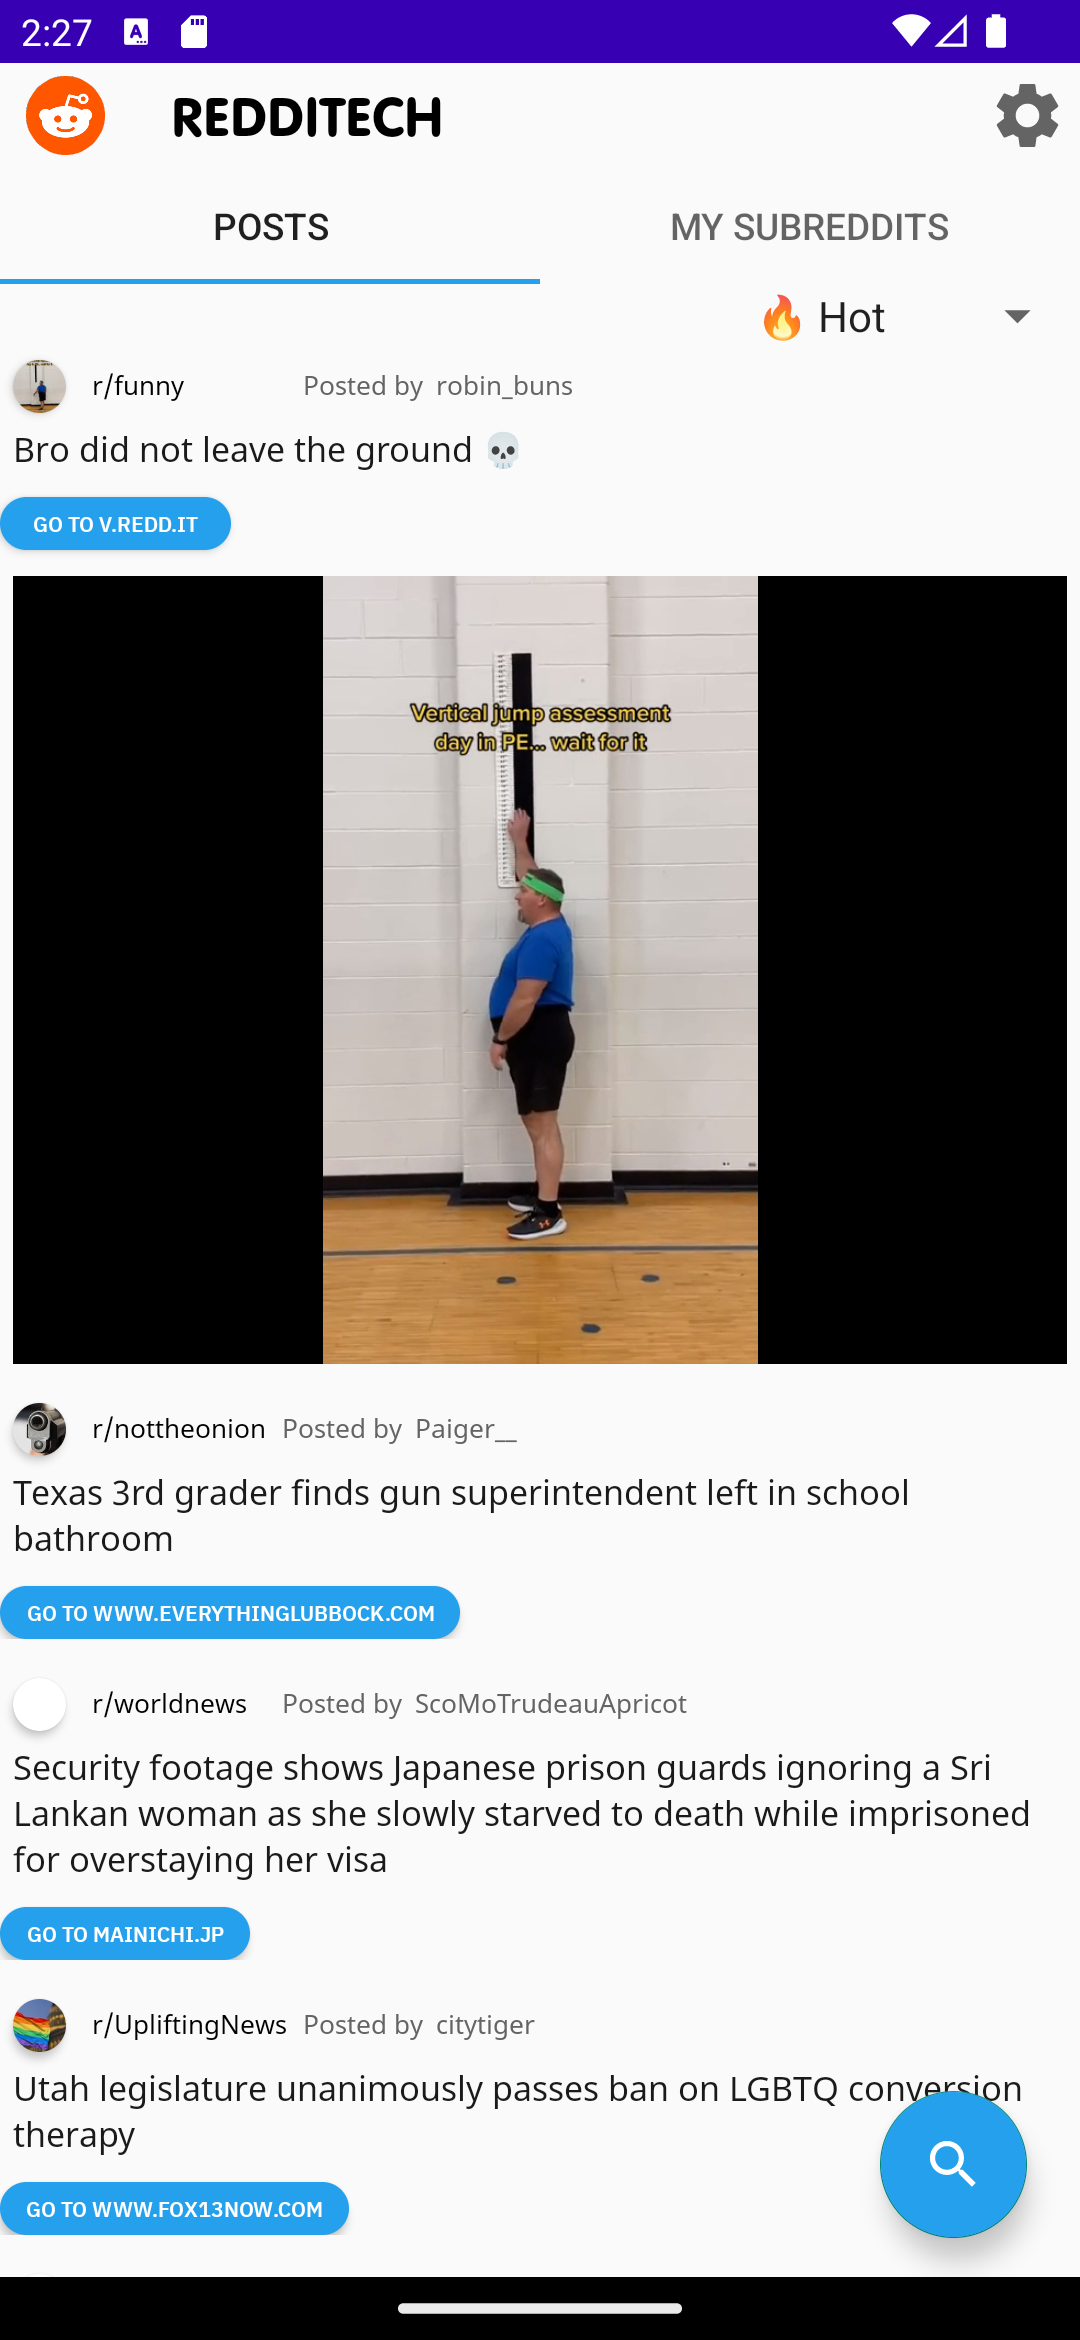 2:27
REDDITECH
POSTS
MY SUBREDDITS
🔥 Hot
r/funny
Posted by robin_buns
Bro did not leave the ground 💀
GO TO V.REDD.IT
Vertical jump assessment
day in PE... wait for it
r/nottheonion
Posted by Paiger__
Texas 3rd grader finds gun superintendent left in school
bathroom
GO TO WWW.EVERYTHINGLUBBOCK.COM
r/worldnews
Posted by ScoMoTrudeauApricot
Security footage shows Japanese prison guards ignoring a Sri
Lankan woman as she slowly starved to death while imprisoned
for overstaying her visa
GO TO MAINICHI.JP
r/UpliftingNews
Posted by citytiger
Utah legislature unanimously passes ban on LGBTQ conversion
therapy
GO TO WWW.FOX13NOW.COM